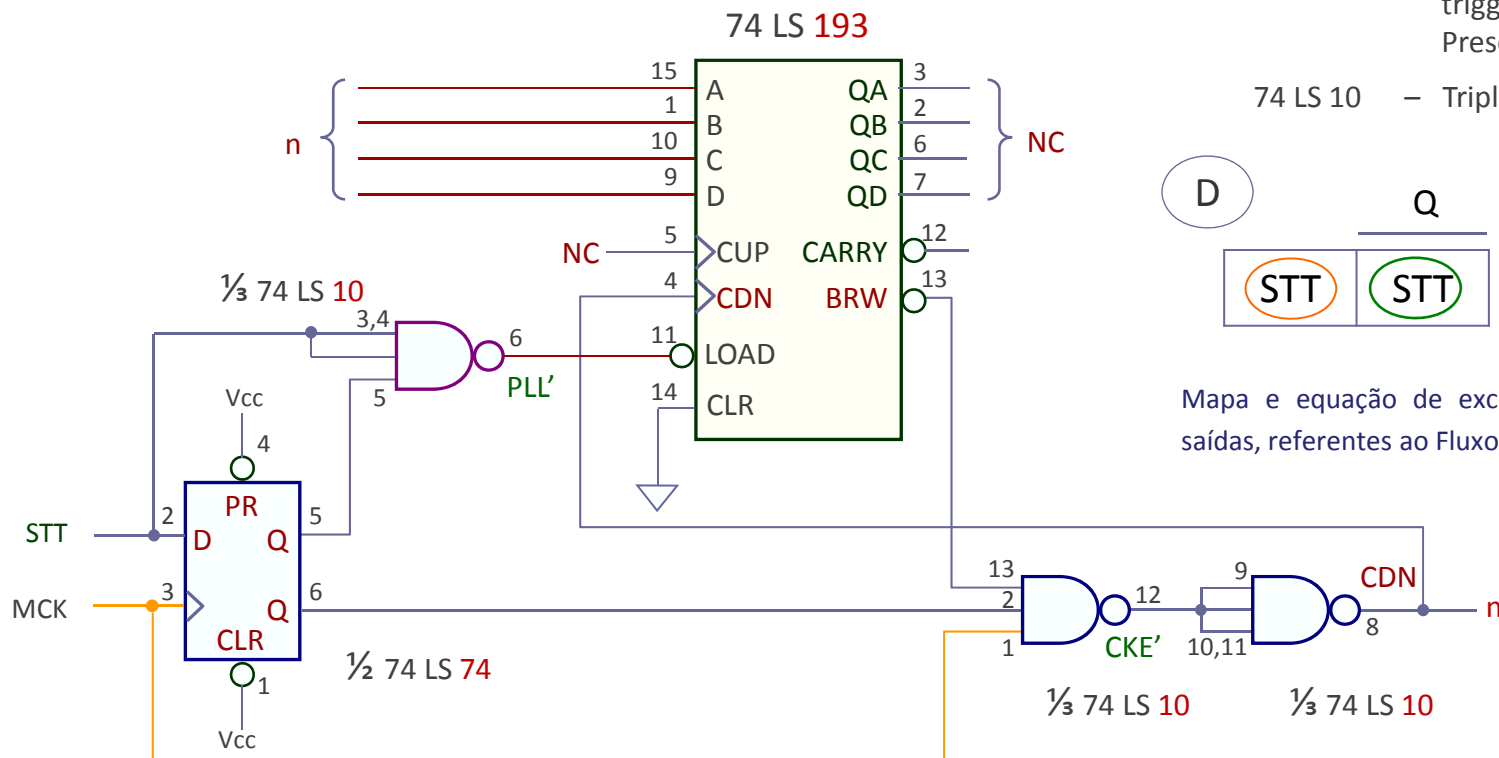 74 LS 193
15
A
QA
3
1
B
QB
2
n
10
C
QC
6
NC
9
D
QD
7
5
NC
CUP
CARRY
12
4
CDN
BRW
13
⅓ 74 LS 10
3,4
6
11
LOAD
PLL’
5
14
CLR
Vcc
4
PR
STT
2
D
Q
5
MCK
3
Q
6
CLR
1
Vcc
½ 74 LS 74
13
2
1
12
CKE’
9
10,11
CDN
8
n
⅓ 74 LS 10
⅓ 74 LS 10
74 LS 10 –
D
Q
STT
STT
Mapa e equação de
saídas, referentes ao Fluxo